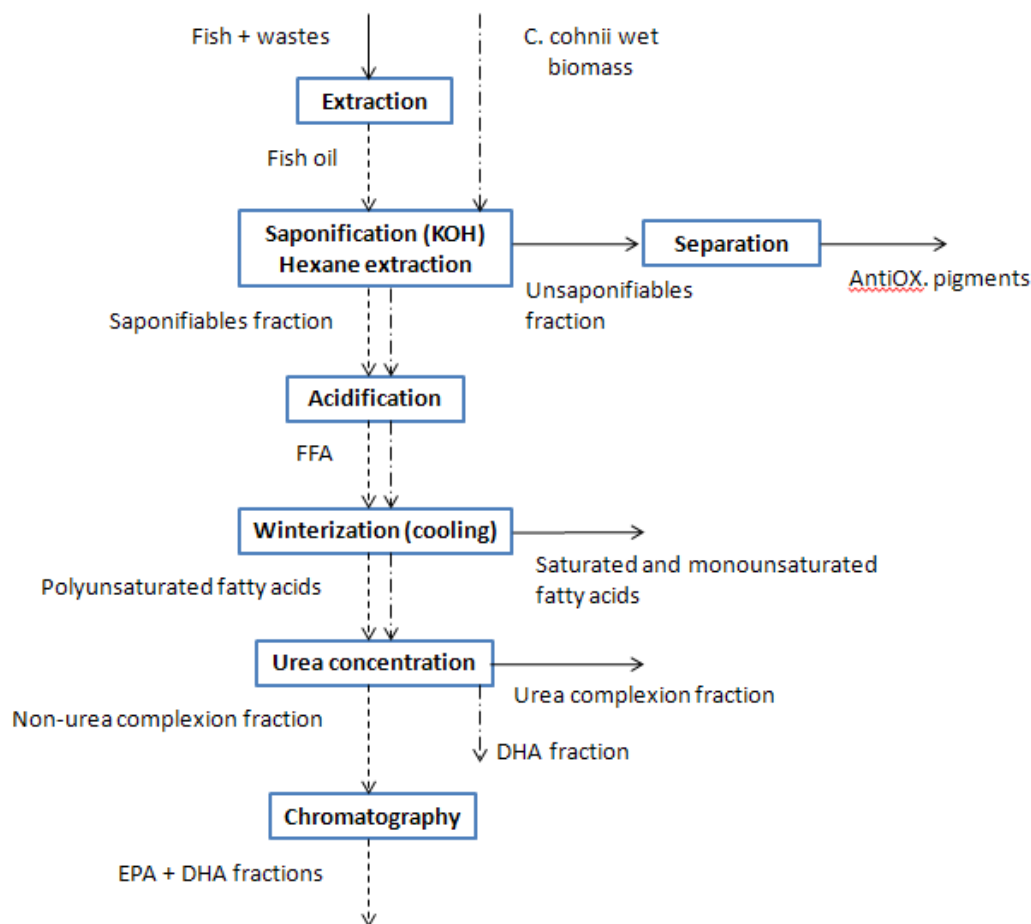 Fish + wastes
C. cohnii wet
biomass
Extraction
Fish oil
Saponification (KOH)
Hexane extraction
Separation
AntiOX. pigments
Unsaponifiables
fraction
Saponifiables fraction
Acidification
FFA
Winterization (cooling)
Saturated and monounsaturated
fatty acids
Polyunsaturated fatty acids
Urea concentration
Urea complexion fraction
Non-urea complexion fraction
DHA fraction
Chromatography
EPA + DHA fractions